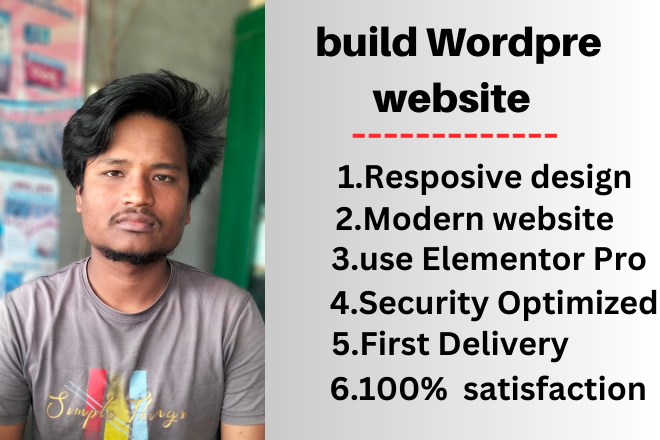 build Wordpre
website
1.Resposive design
2.Modern website
3.use Elementor Pro
4.Security Optimized
5.First Delivery
6.100% satisfaction
Simple Things